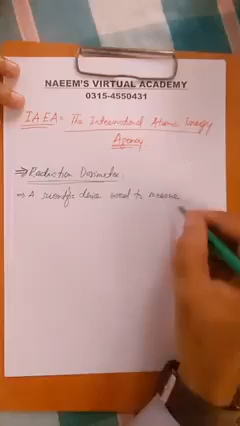 NAEEM'S VIRTUAL ACADEMY
0315-4550431
IAEA= The International Atomic Energy
Agency
⇒ Radiation Dosimeter:
→ A scientific device used to measure